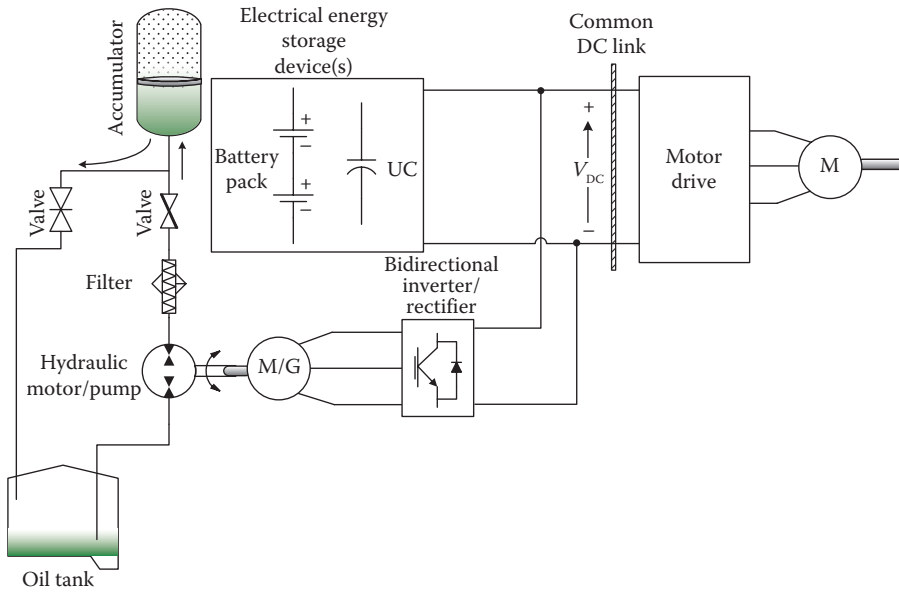 Electrical energy
storage
device(s)
Common
DC link
Accumulator
+
−
+
−
Battery
pack
UC
+
V_DC
−
Motor
drive
M
Valve
Valve
Filter
Bidirectional
inverter/
rectifier
Hydraulic
motor/pump
M/G
Oil tank